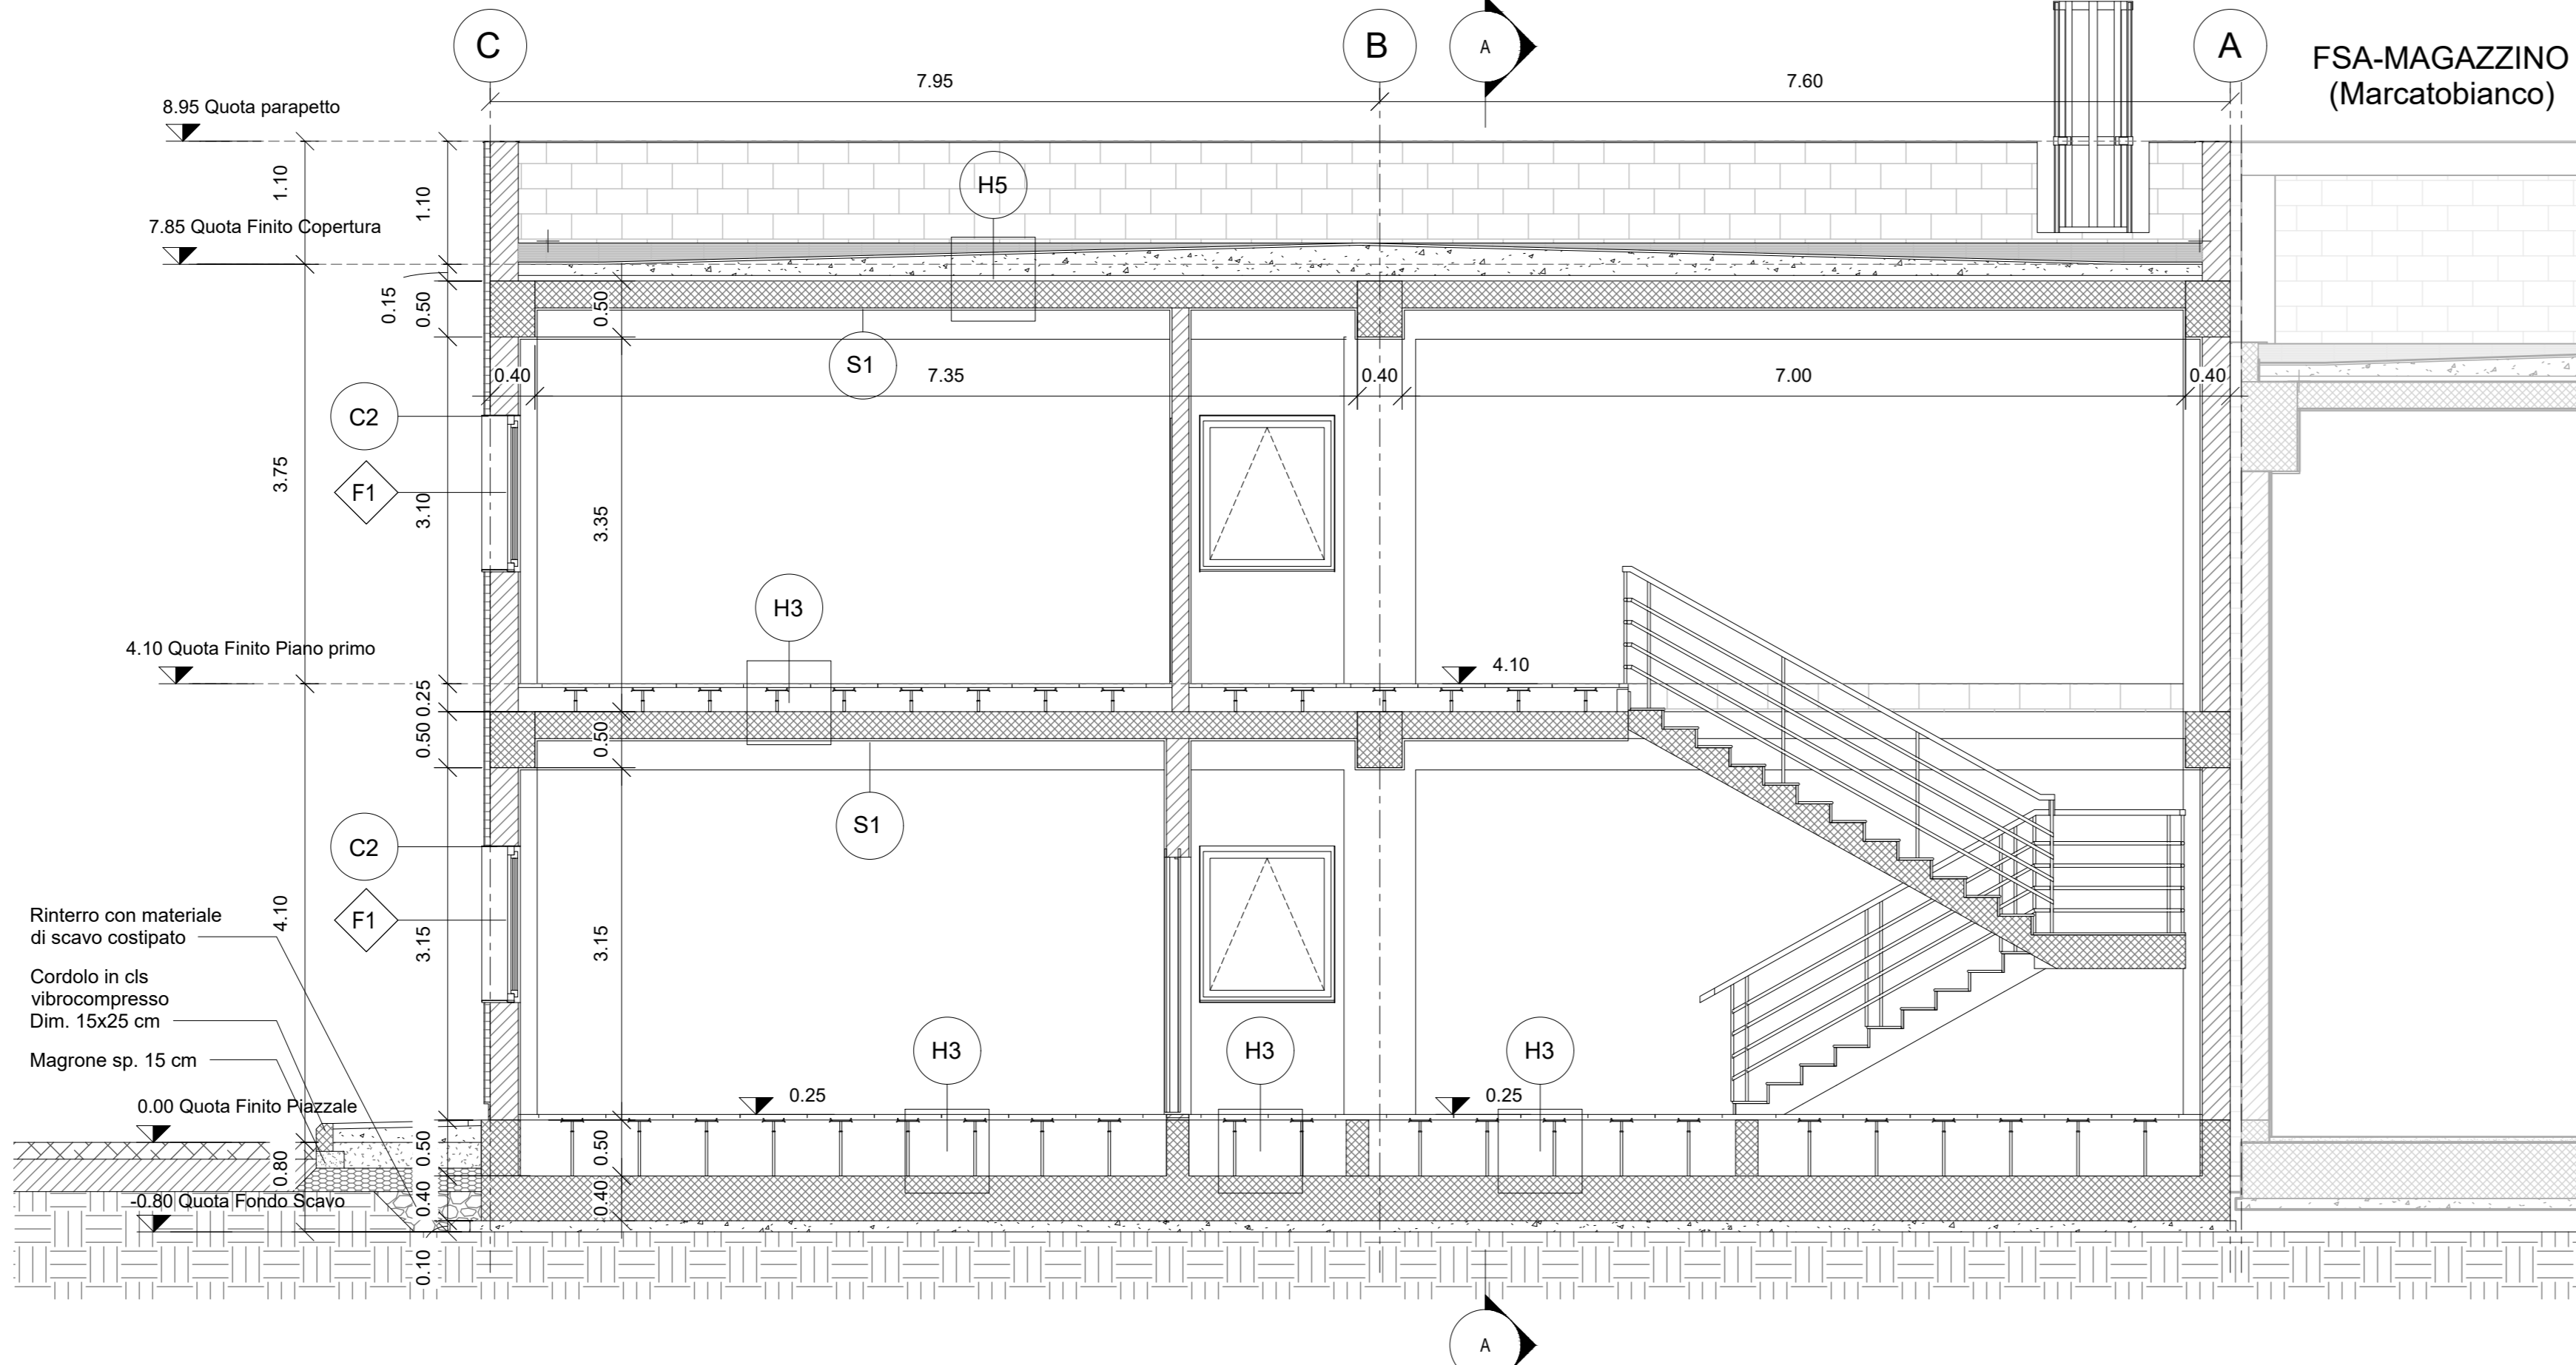 C
B
A
A
FSA-MAGAZZINO
(Marcatobianco)
7.95
7.60
8.95 Quota parapetto
1.10
1.10
H5
7.85 Quota Finito Copertura
0.15
0.50
0.50
S1
0.40
7.35
0.40
7.00
0.40
C2
F1
3.75
3.10
3.35
H3
4.10 Quota Finito Piano primo
4.10
0.25
0.50
0.50
S1
C2
F1
4.10
3.15
3.15
Rinterro con materiale
di scavo costipato
Cordolo in cls
vibrocompresso
Dim. 15x25 cm
Magrone sp. 15 cm
H3
H3
H3
0.25
0.25
0.00 Quota Finito Piazzale
0.80
0.50
0.50
-0.80 Quota Fondo Scavo
0.40
0.40
0.10
A